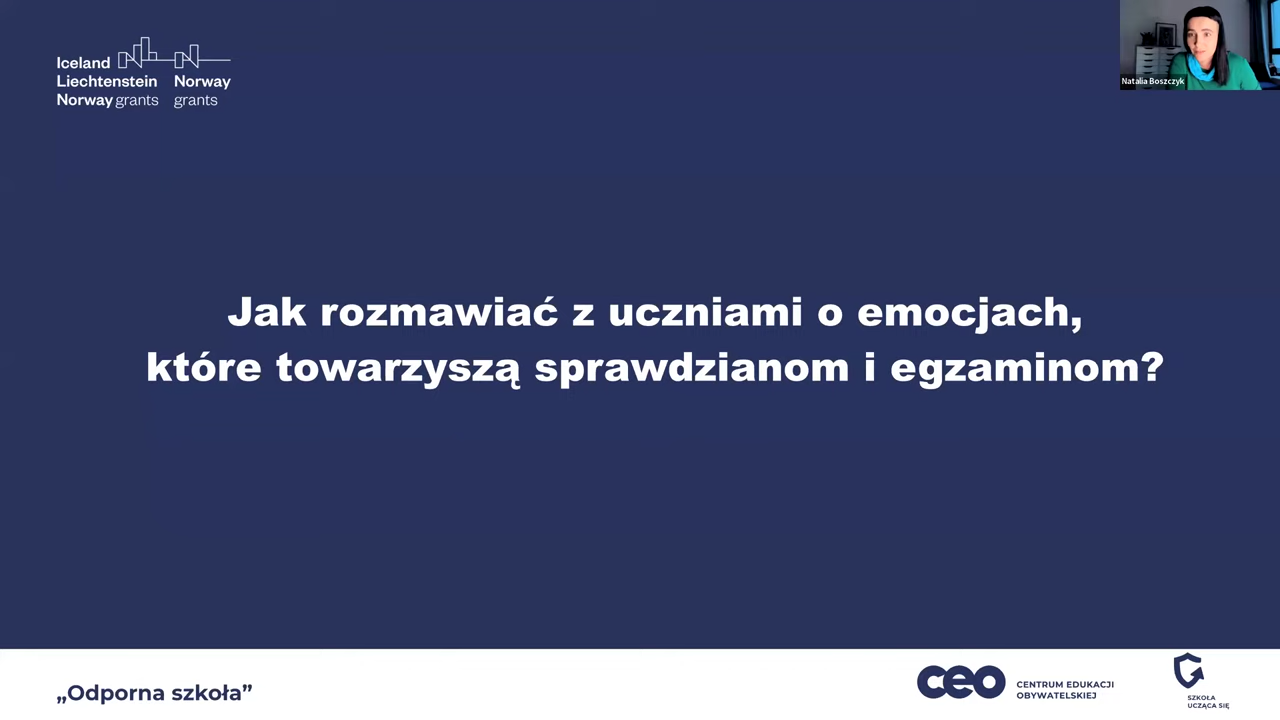 Iceland
Liechtenstein
Norway grants
Norway
grants
Natalia Boszczyk
Jak rozmawiać z uczniami o emocjach,
które towarzyszą sprawdzianom i egzaminom?
„Odporna szkoła”
ceo
CENTRUM EDUKACJI
OBYWATELSKIEJ
SZKOŁA
UCZĄCA SIĘ